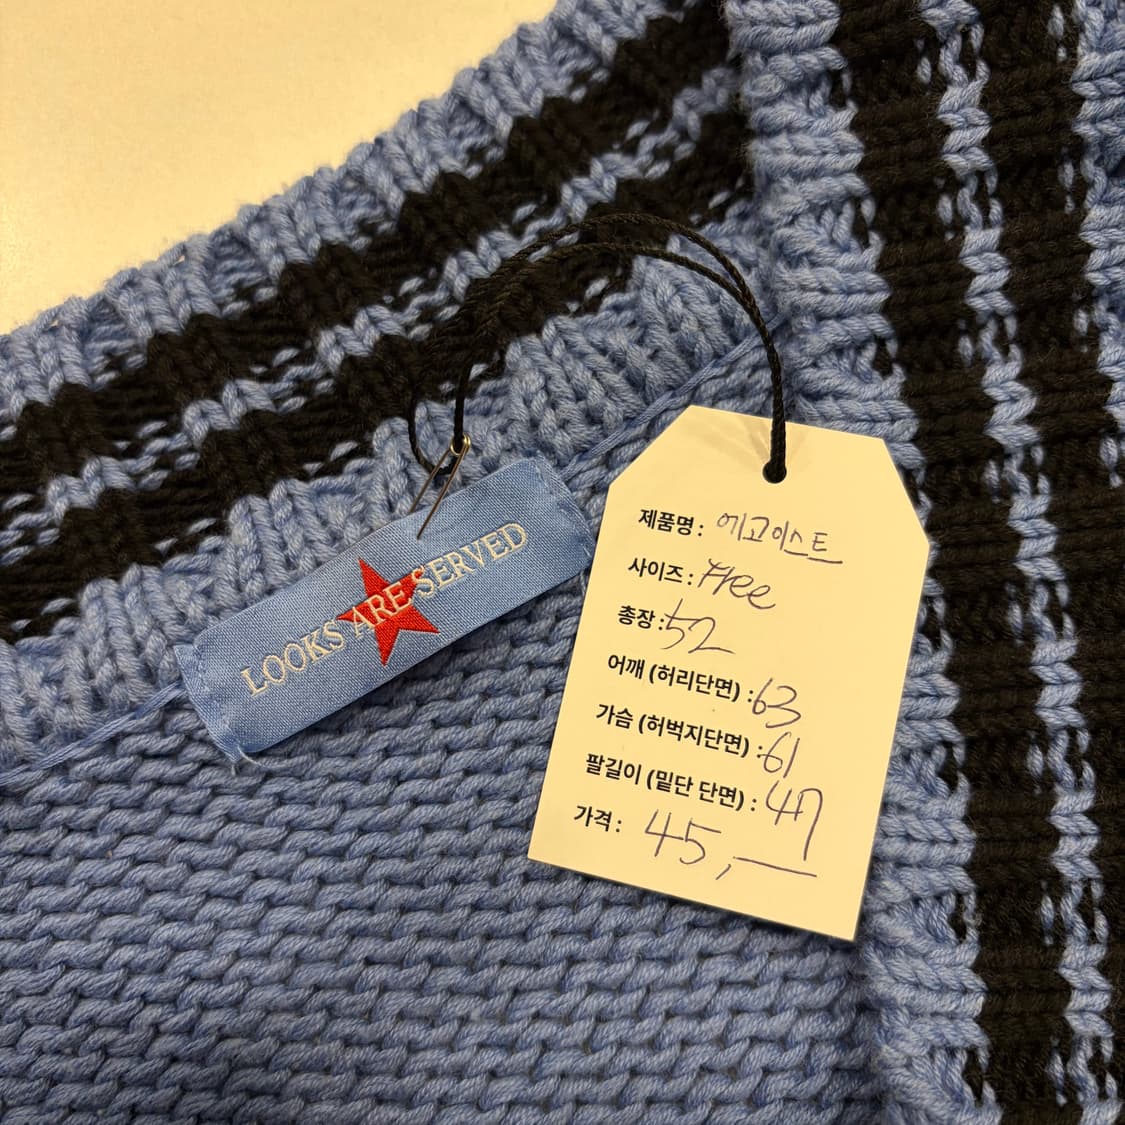 LOOKS ARE SERVED
제품명 : 에고이스트
사이즈 : Free
총장 : 52
어깨 (허리단면) : 63
가슴 (허벅지단면) : 61
팔길이 (밑단 단면) : 47
가격 : 45,—